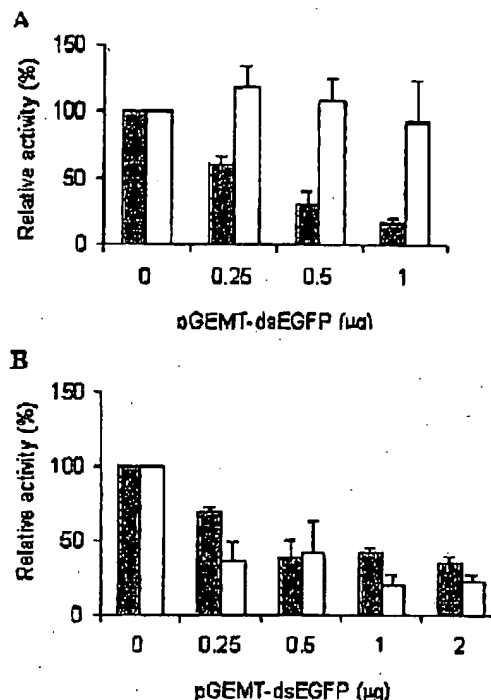 A
Relative activity (%)
150
100
50
0
0 0.25 0.5 1
pGEMT-dsEGFP (µg)
B
Relative activity (%)
150
100
50
0
0 0.25 0.5 1 2
pGEMT-dsEGFP (µg)